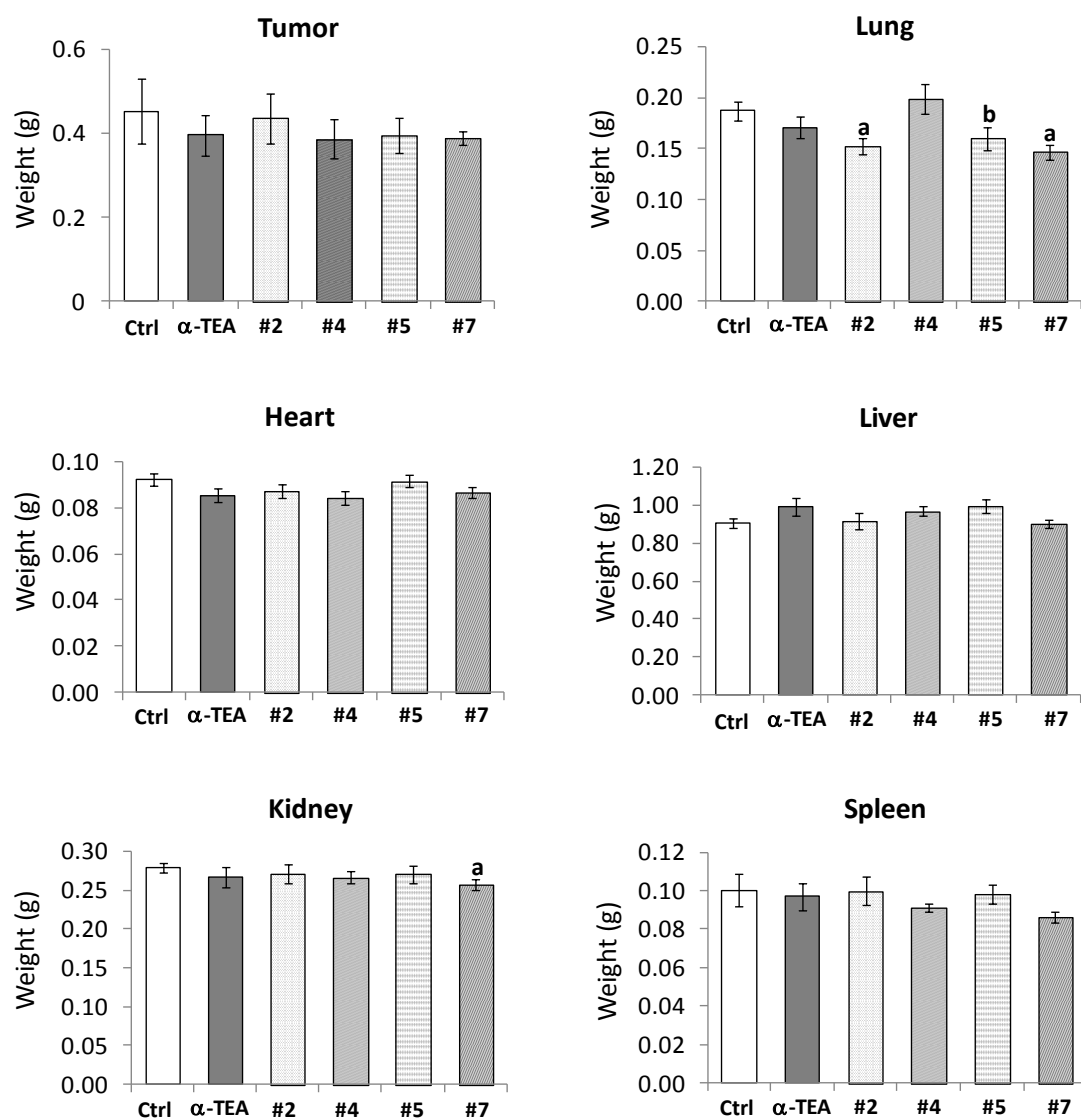 Tumor
Weight (g)
0.6
0.4
0.2
0
Ctrl α-TEA #2 #4 #5 #7
Lung
Weight (g)
0.25
0.20
0.15
0.10
0.05
0.00
a b a
Ctrl α-TEA #2 #4 #5 #7
Heart
Weight (g)
0.10
0.08
0.06
0.04
0.02
0.00
Ctrl α-TEA #2 #4 #5 #7
Liver
Weight (g)
1.20
1.00
0.80
0.60
0.40
0.20
0.00
Ctrl α-TEA #2 #4 #5 #7
Kidney
Weight (g)
0.30
0.25
0.20
0.15
0.10
0.05
0.00
a
Ctrl α-TEA #2 #4 #5 #7
Spleen
Weight (g)
0.12
0.10
0.08
0.06
0.04
0.02
0.00
Ctrl α-TEA #2 #4 #5 #7